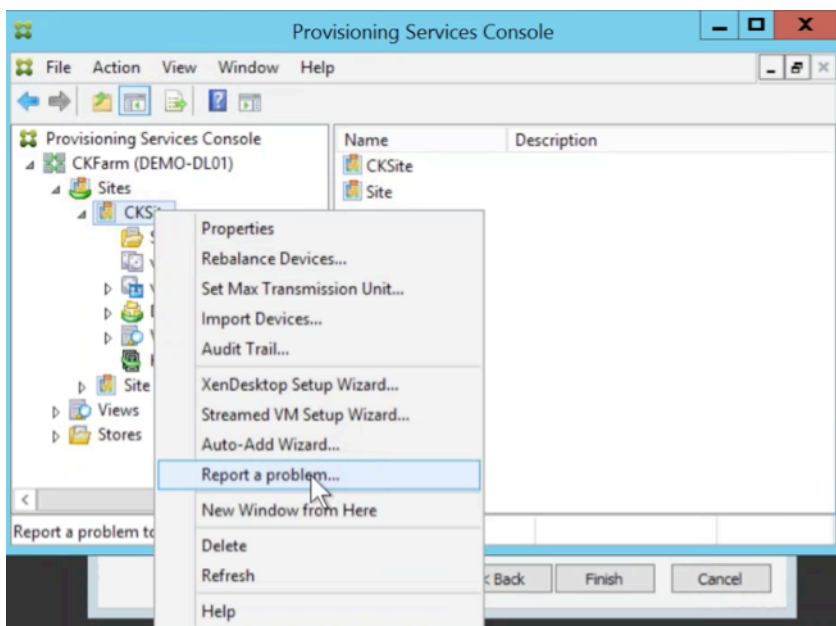 Provisioning Services Console
File Action View Window Help
Provisioning Services Console
CKFarm (DEMO-DL01)
Sites
Site
Views
Stores
Name Description
CKSite
Site
Properties
Rebalance Devices...
Set Max Transmission Unit...
Import Devices...
Audit Trail...
XenDesktop Setup Wizard...
Streamed VM Setup Wizard...
Auto-Add Wizard...
Report a problem...
New Window from Here
Delete
Refresh
Help
Report a problem
Back Finish Cancel